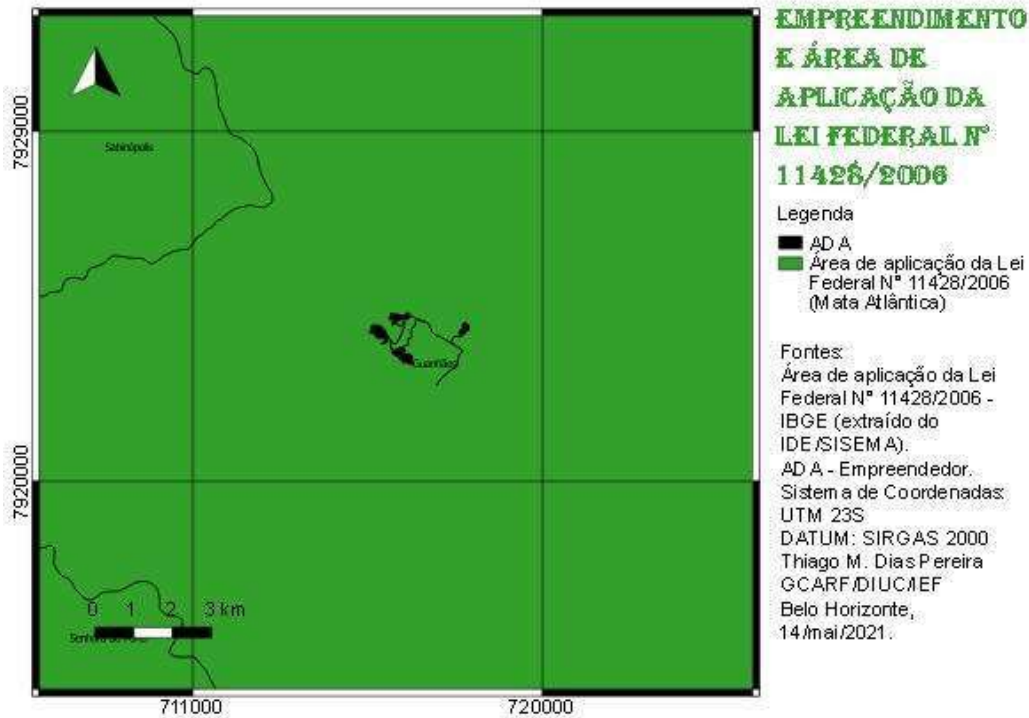 EMPREENDIMENTO
E ÁREA DE
APLICAÇÃO DA
LEI FEDERAL Nº
11428/2006
Legenda
ADA
Área de aplicação da Lei
Federal Nº 11428/2006
(Mata Atlântica)
Fontes:
Área de aplicação da Lei
Federal Nº 11428/2006 -
IBGE (extraído do
IDE/SISEMA).
ADA - Empreendedor.
Sistema de Coordenadas:
UTM 23S
DATUM: SIRGAS 2000
Thiago M. Dias Pereira
GCARF/DIUC/IEF
Belo Horizonte,
14/mai/2021.
7929000
7920000
711000
720000
Sabinópolis
Guanhães
0 1 2 3 km